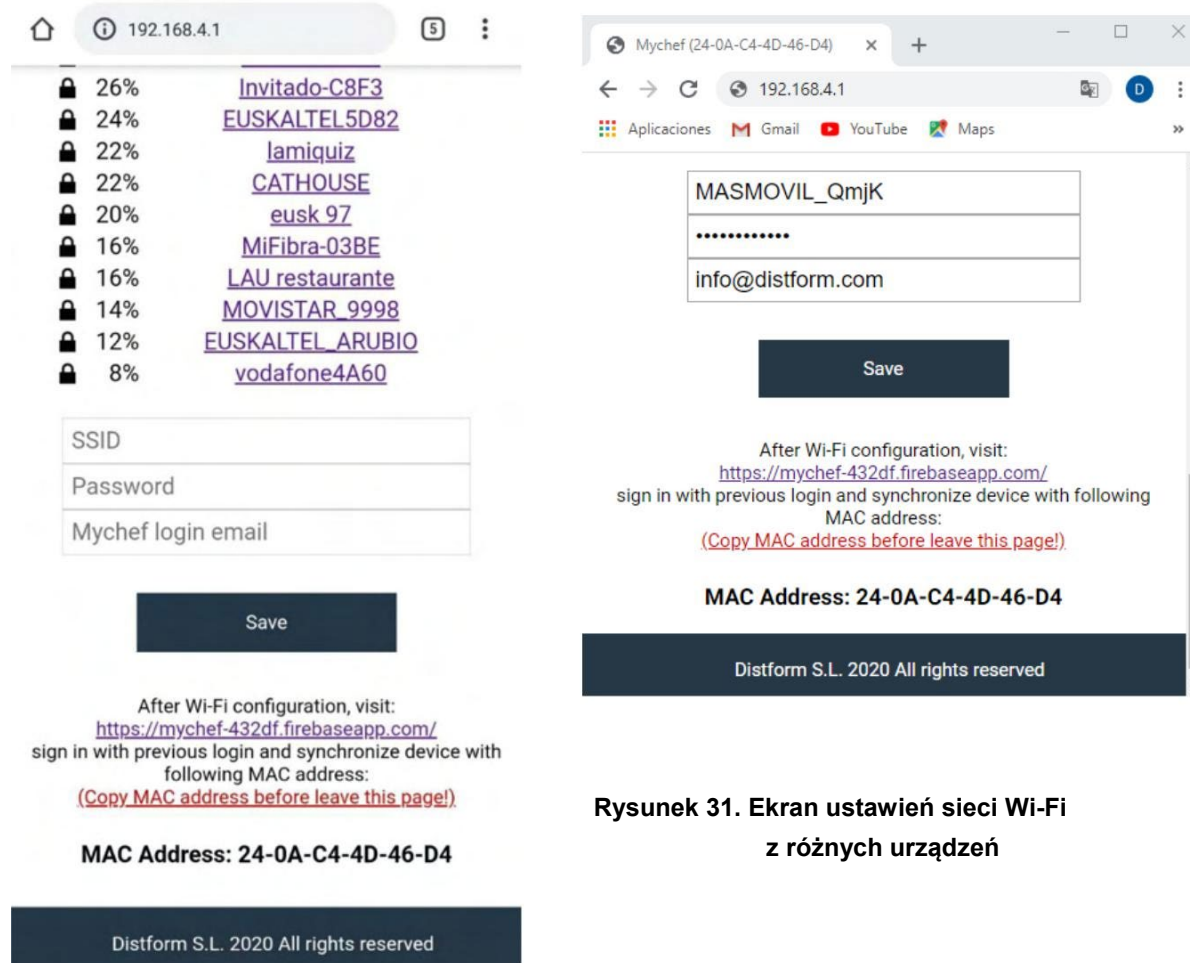 192.168.4.1
5
26% Invitado-C8F3
24% EUSKALTEL5D82
22% lamiquiz
22% CATHOUSE
20% eusk 97
16% MiFibra-03BE
16% LAU restaurante
14% MOVISTAR_9998
12% EUSKALTEL_ARUBIO
8% vodafone4A60
SSID
Password
Mychef login email
Save
After Wi-Fi configuration, visit:
https://mychef-432df.firebaseapp.com/
sign in with previous login and synchronize device with
following MAC address:
(Copy MAC address before leave this page!)
MAC Address: 24-0A-C4-4D-46-D4
Distform S.L. 2020 All rights reserved
Mychef (24-0A-C4-4D-46-D4)
192.168.4.1
D
Aplicaciones Gmail YouTube Maps
MASMOVIL_QmjK
••••••••••••
info@distform.com
Save
After Wi-Fi configuration, visit:
https://mychef-432df.firebaseapp.com/
sign in with previous login and synchronize device with following
MAC address:
(Copy MAC address before leave this page!)
MAC Address: 24-0A-C4-4D-46-D4
Distform S.L. 2020 All rights reserved
Rysunek 31. Ekran ustawień sieci Wi-Fi
z różnych urządzeń